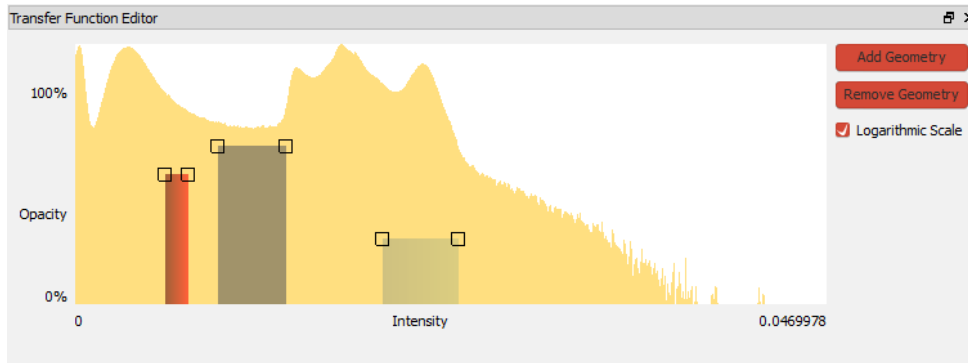 Transfer Function Editor
100%
Opacity
0%
0
Intensity
0.0469978
Add Geometry
Remove Geometry
Logarithmic Scale